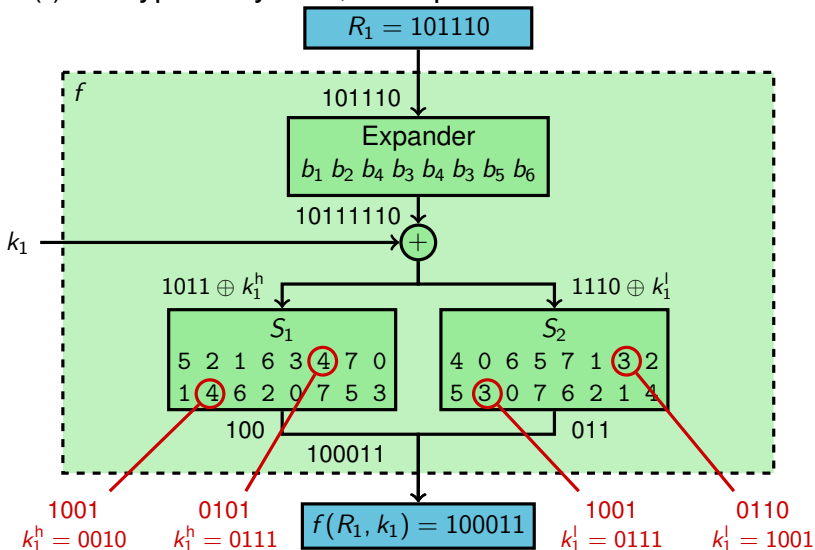 R₁ = 101110
f
101110
Expander
b₁ b₂ b₄ b₃ b₄ b₃ b₅ b₆
10111110
k₁
+
1011 ⊕ k₁ʰ
1110 ⊕ k₁ˡ
S₁
5 2 1 6 3 4 7 0
1 4 6 2 0 7 5 3
S₂
4 0 6 5 7 1 3 2
5 3 0 7 6 2 1 4
100
011
100011
1001
k₁ʰ = 0010
0101
k₁ʰ = 0111
f(R₁, k₁) = 100011
1001
k₁ˡ = 0111
0110
k₁ˡ = 1001